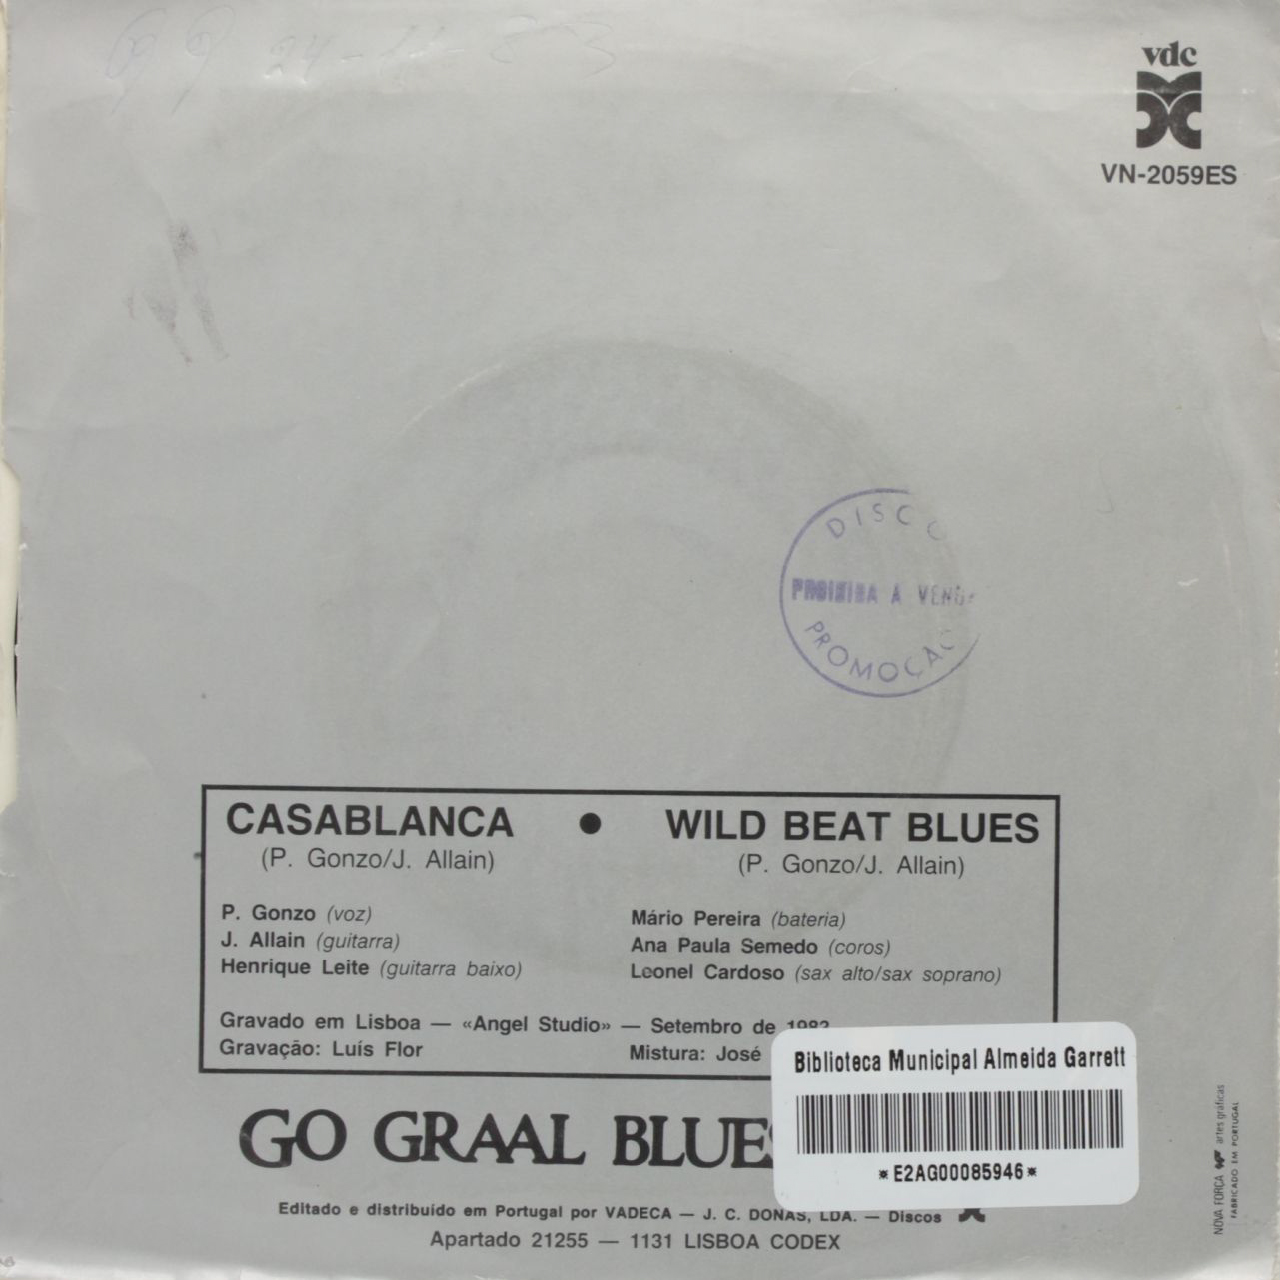 24-11-83
vdc
VN-2059ES
DISCO
PROIBIDA A VENDA
PROMOÇÃO
CASABLANCA • WILD BEAT BLUES
(P. Gonzo/J. Allain) (P. Gonzo/J. Allain)
P. Gonzo (voz)
J. Allain (guitarra)
Henrique Leite (guitarra baixo)
Mário Pereira (bateria)
Ana Paula Semedo (coros)
Leonel Cardoso (sax alto/sax soprano)
Gravado em Lisboa — «Angel Studio» — Setembro de
Gravação: Luís Flor
Mistura: José
Biblioteca Municipal Almeida Garrett
*E2AG00085946*
GO GRAAL BLUES
Editado e distribuído em Portugal por VADECA — J. C. DONAS, LDA. — Discos
Apartado 21255 — 1131 LISBOA CODEX
NOVA FORÇA artes gráficas
FABRICADO EM PORTUGAL